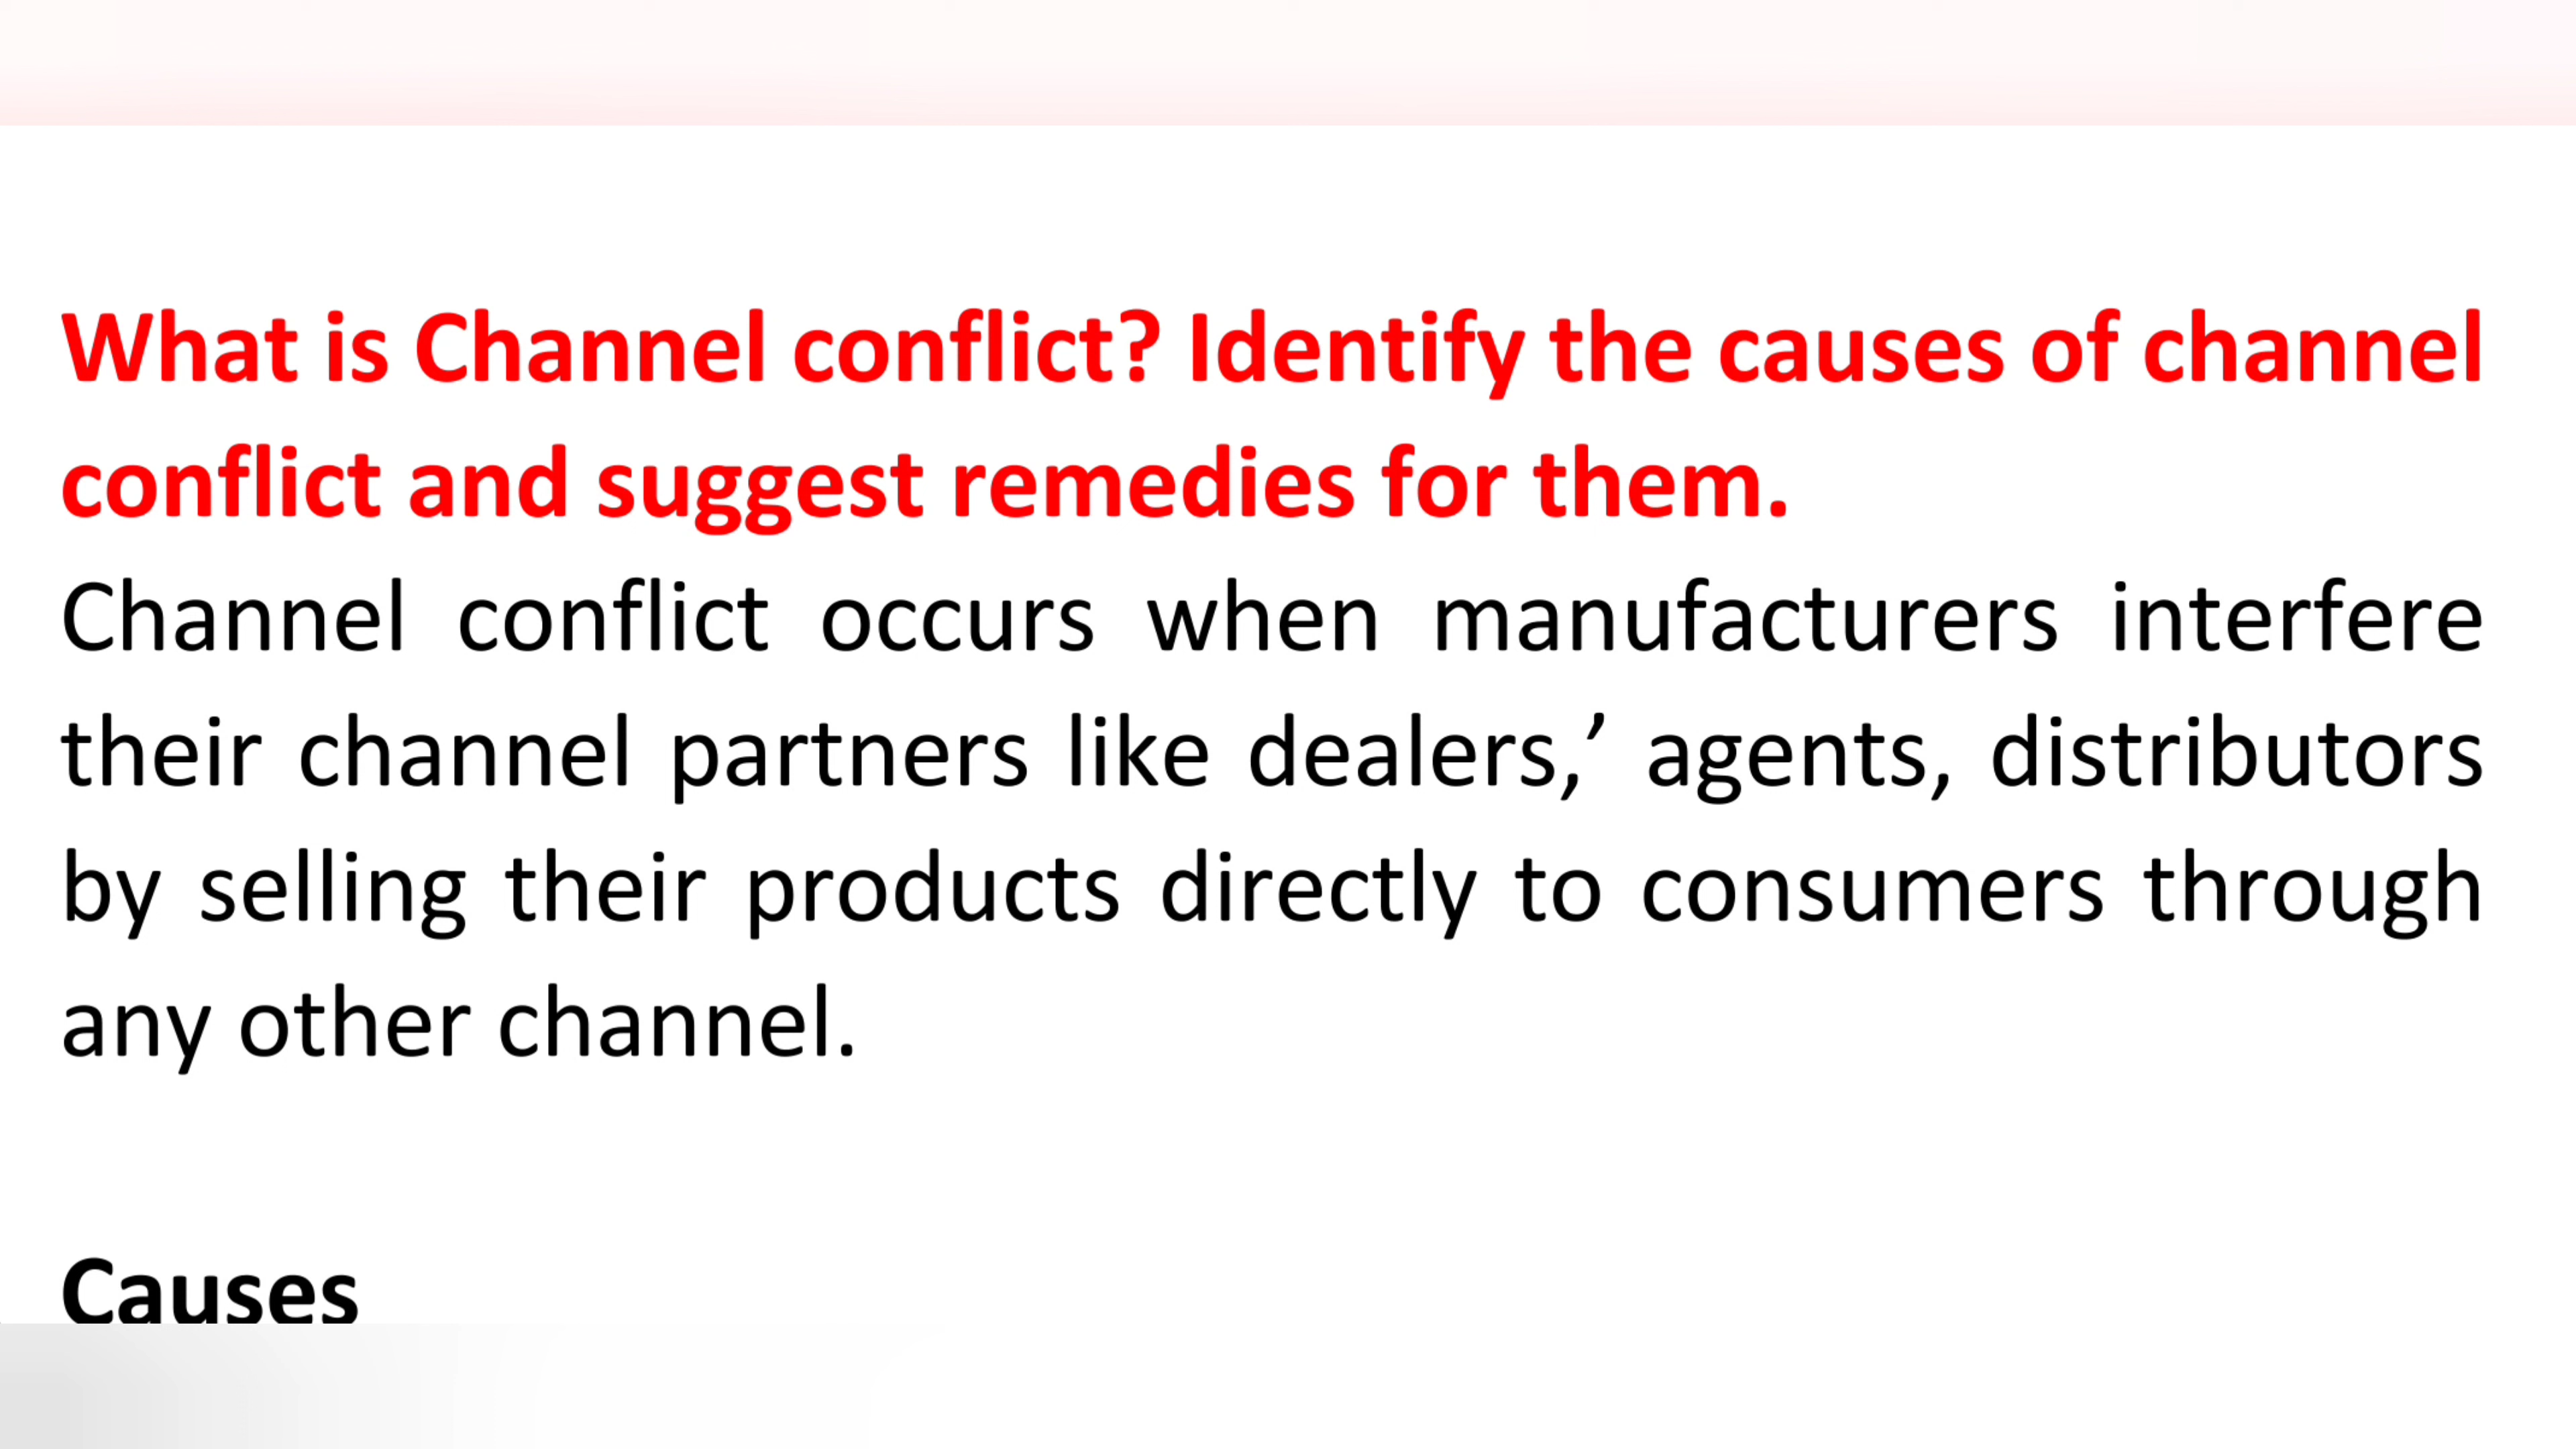 What is Channel conflict? Identify the causes of channel
conflict and suggest remedies for them.
Channel conflict occurs when manufacturers interfere
their channel partners like dealers,’ agents, distributors
by selling their products directly to consumers through
any other channel.
Causes